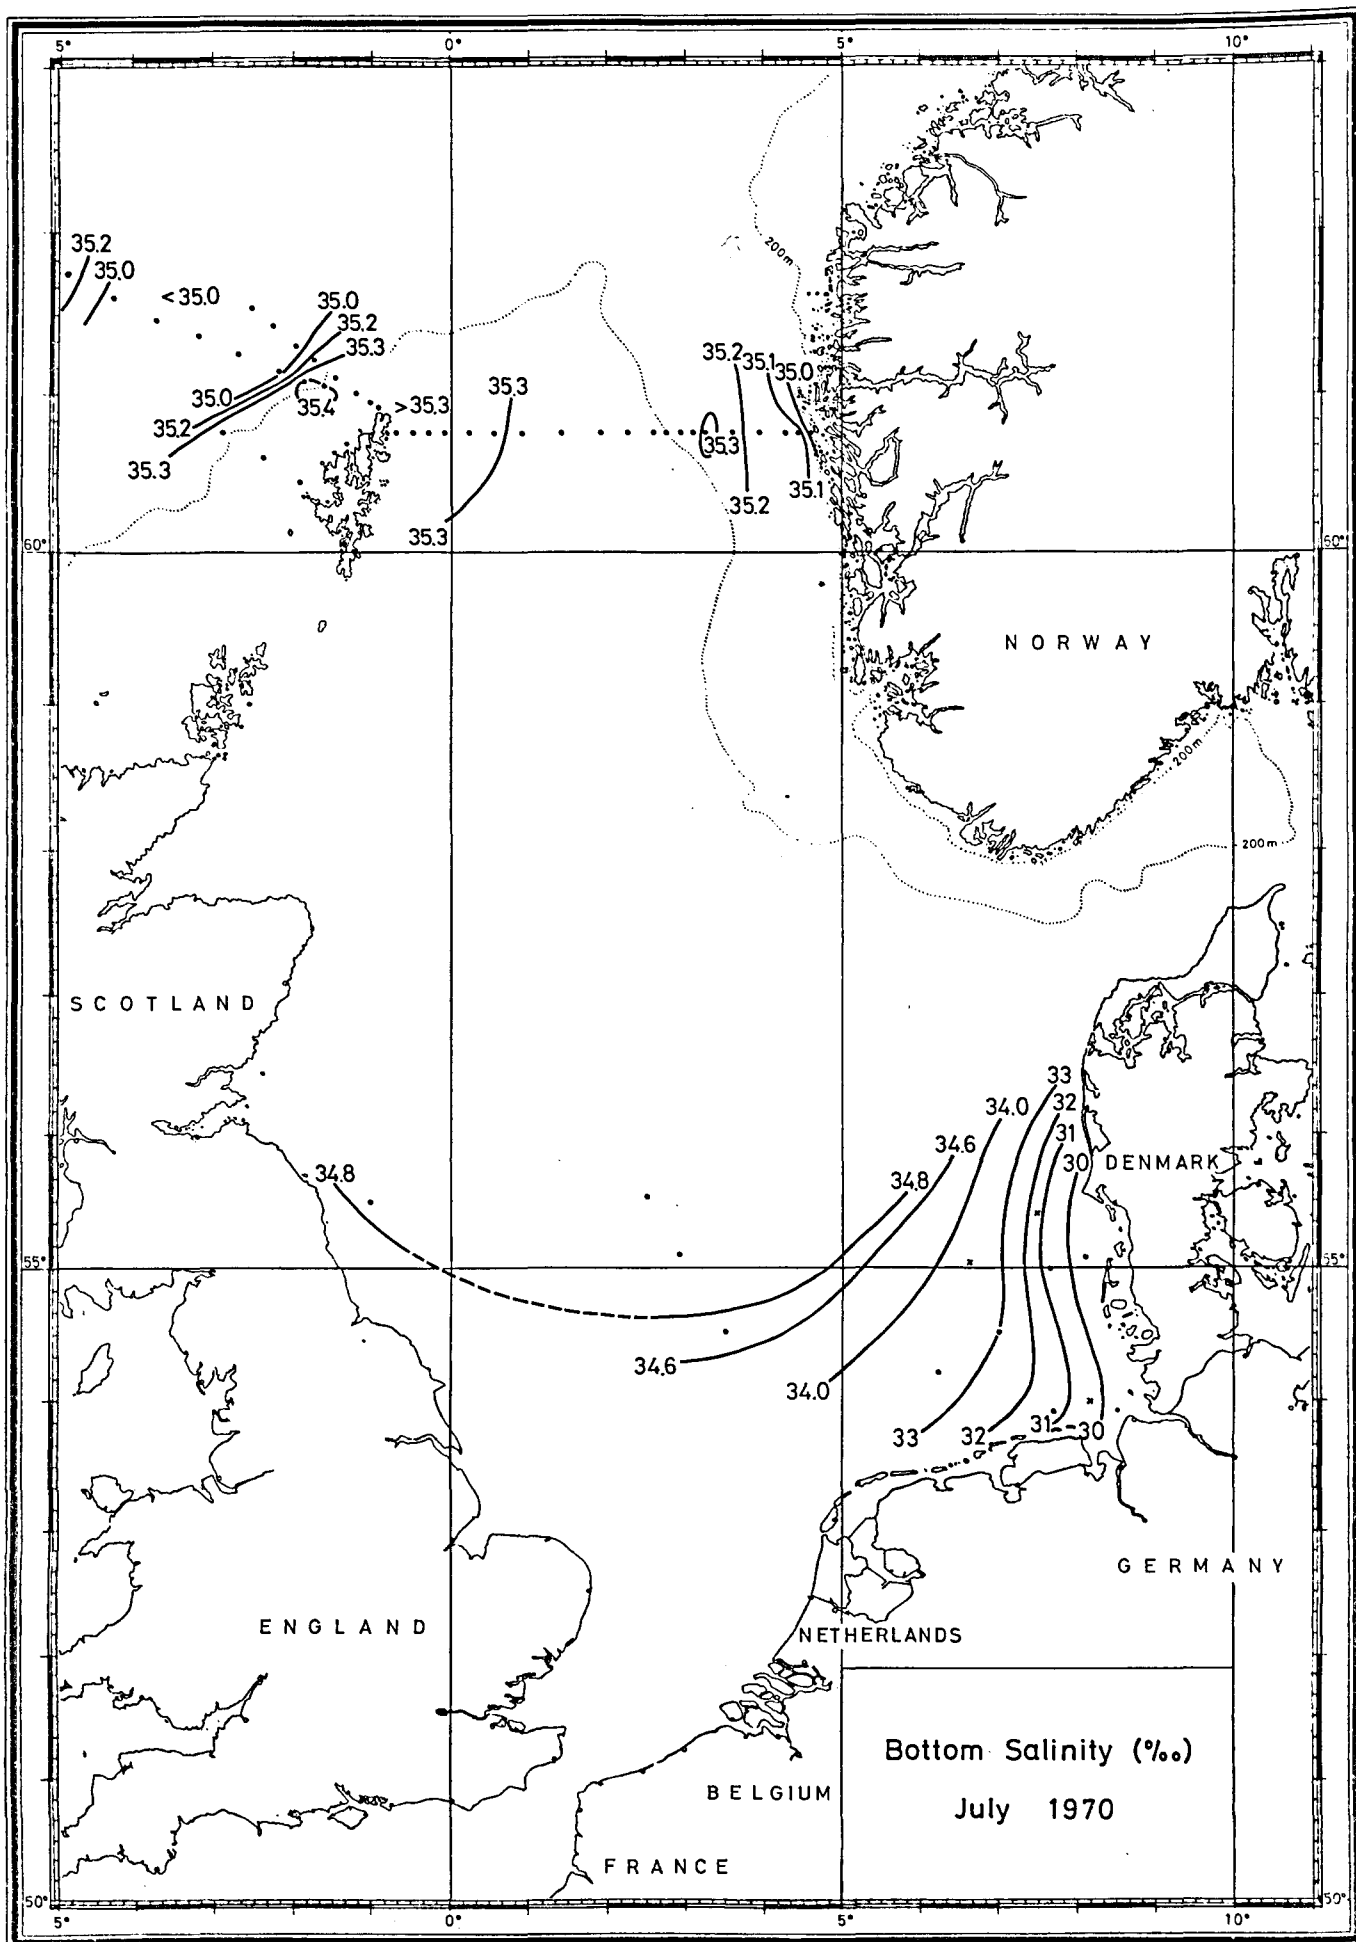 5° 0° 5° 10°
35.2
35.0
<35.0
200m
35.0
35.2
35.3
35.2
35.1
35.0
35.3
35.0
35.4
>35.3
35.2
35.3
35.3
35.1
35.2
35.3
60° 60°
NORWAY
200m
200m
SCOTLAND
33
34.0
32
31
34.6
30
DENMARK
34.8
34.8
55° 55°
34.6
34.0
33
32
31
30
GERMANY
ENGLAND
NETHERLANDS
Bottom Salinity (‰)
BELGIUM
July 1970
FRANCE
50° 50°
5° 0° 5° 10°